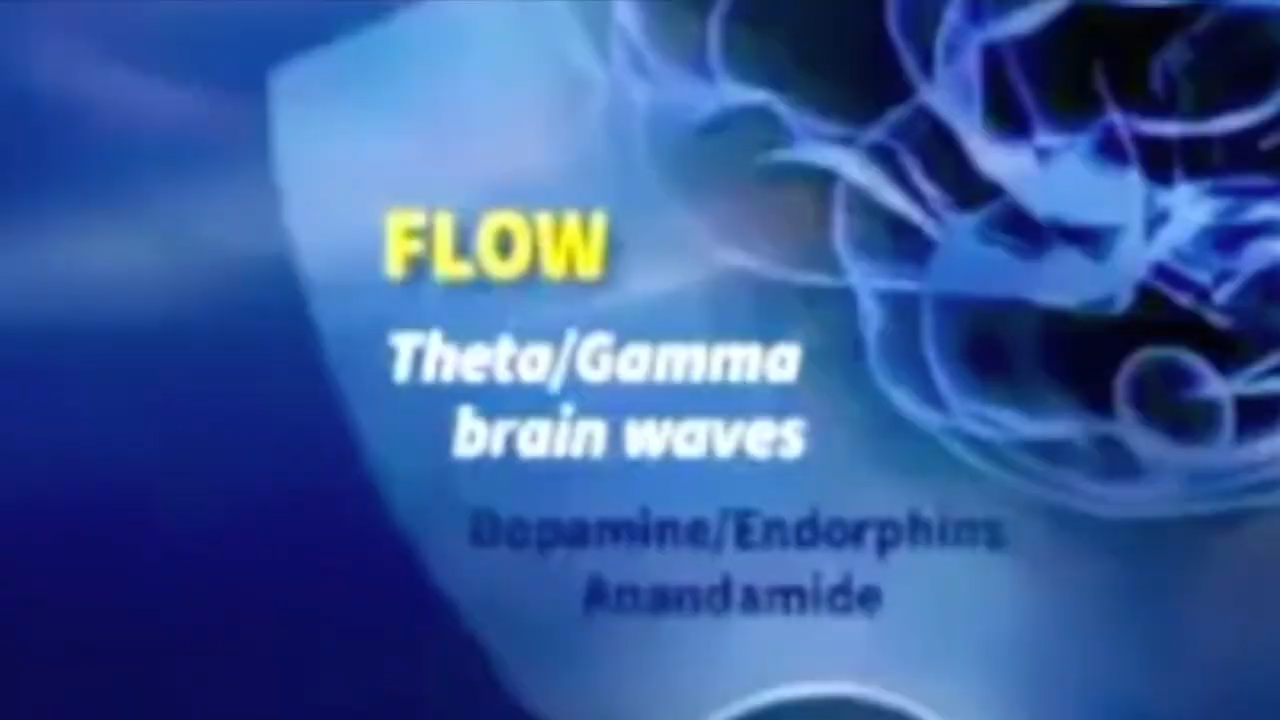 FLOW
Theta/Gamma
brain waves
Dopamine/Endorphins
Anandamide